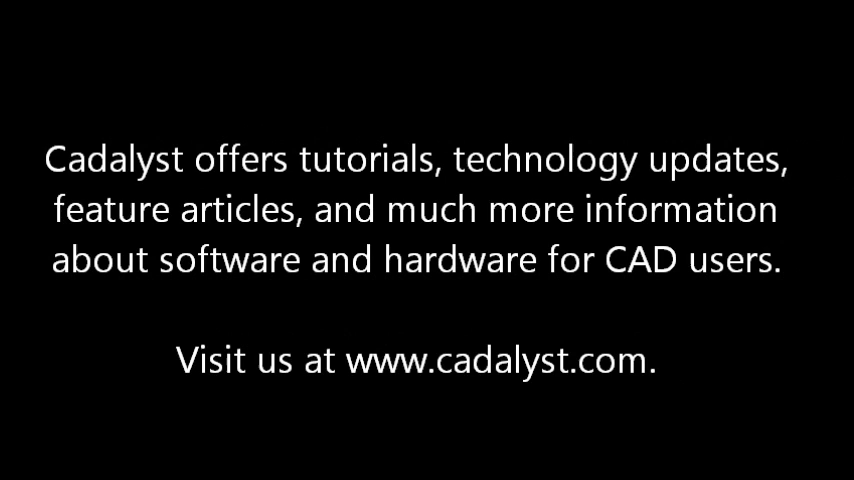 Cadalyst offers tutorials, technology updates,
feature articles, and much more information
about software and hardware for CAD users.
Visit us at www.cadalyst.com.